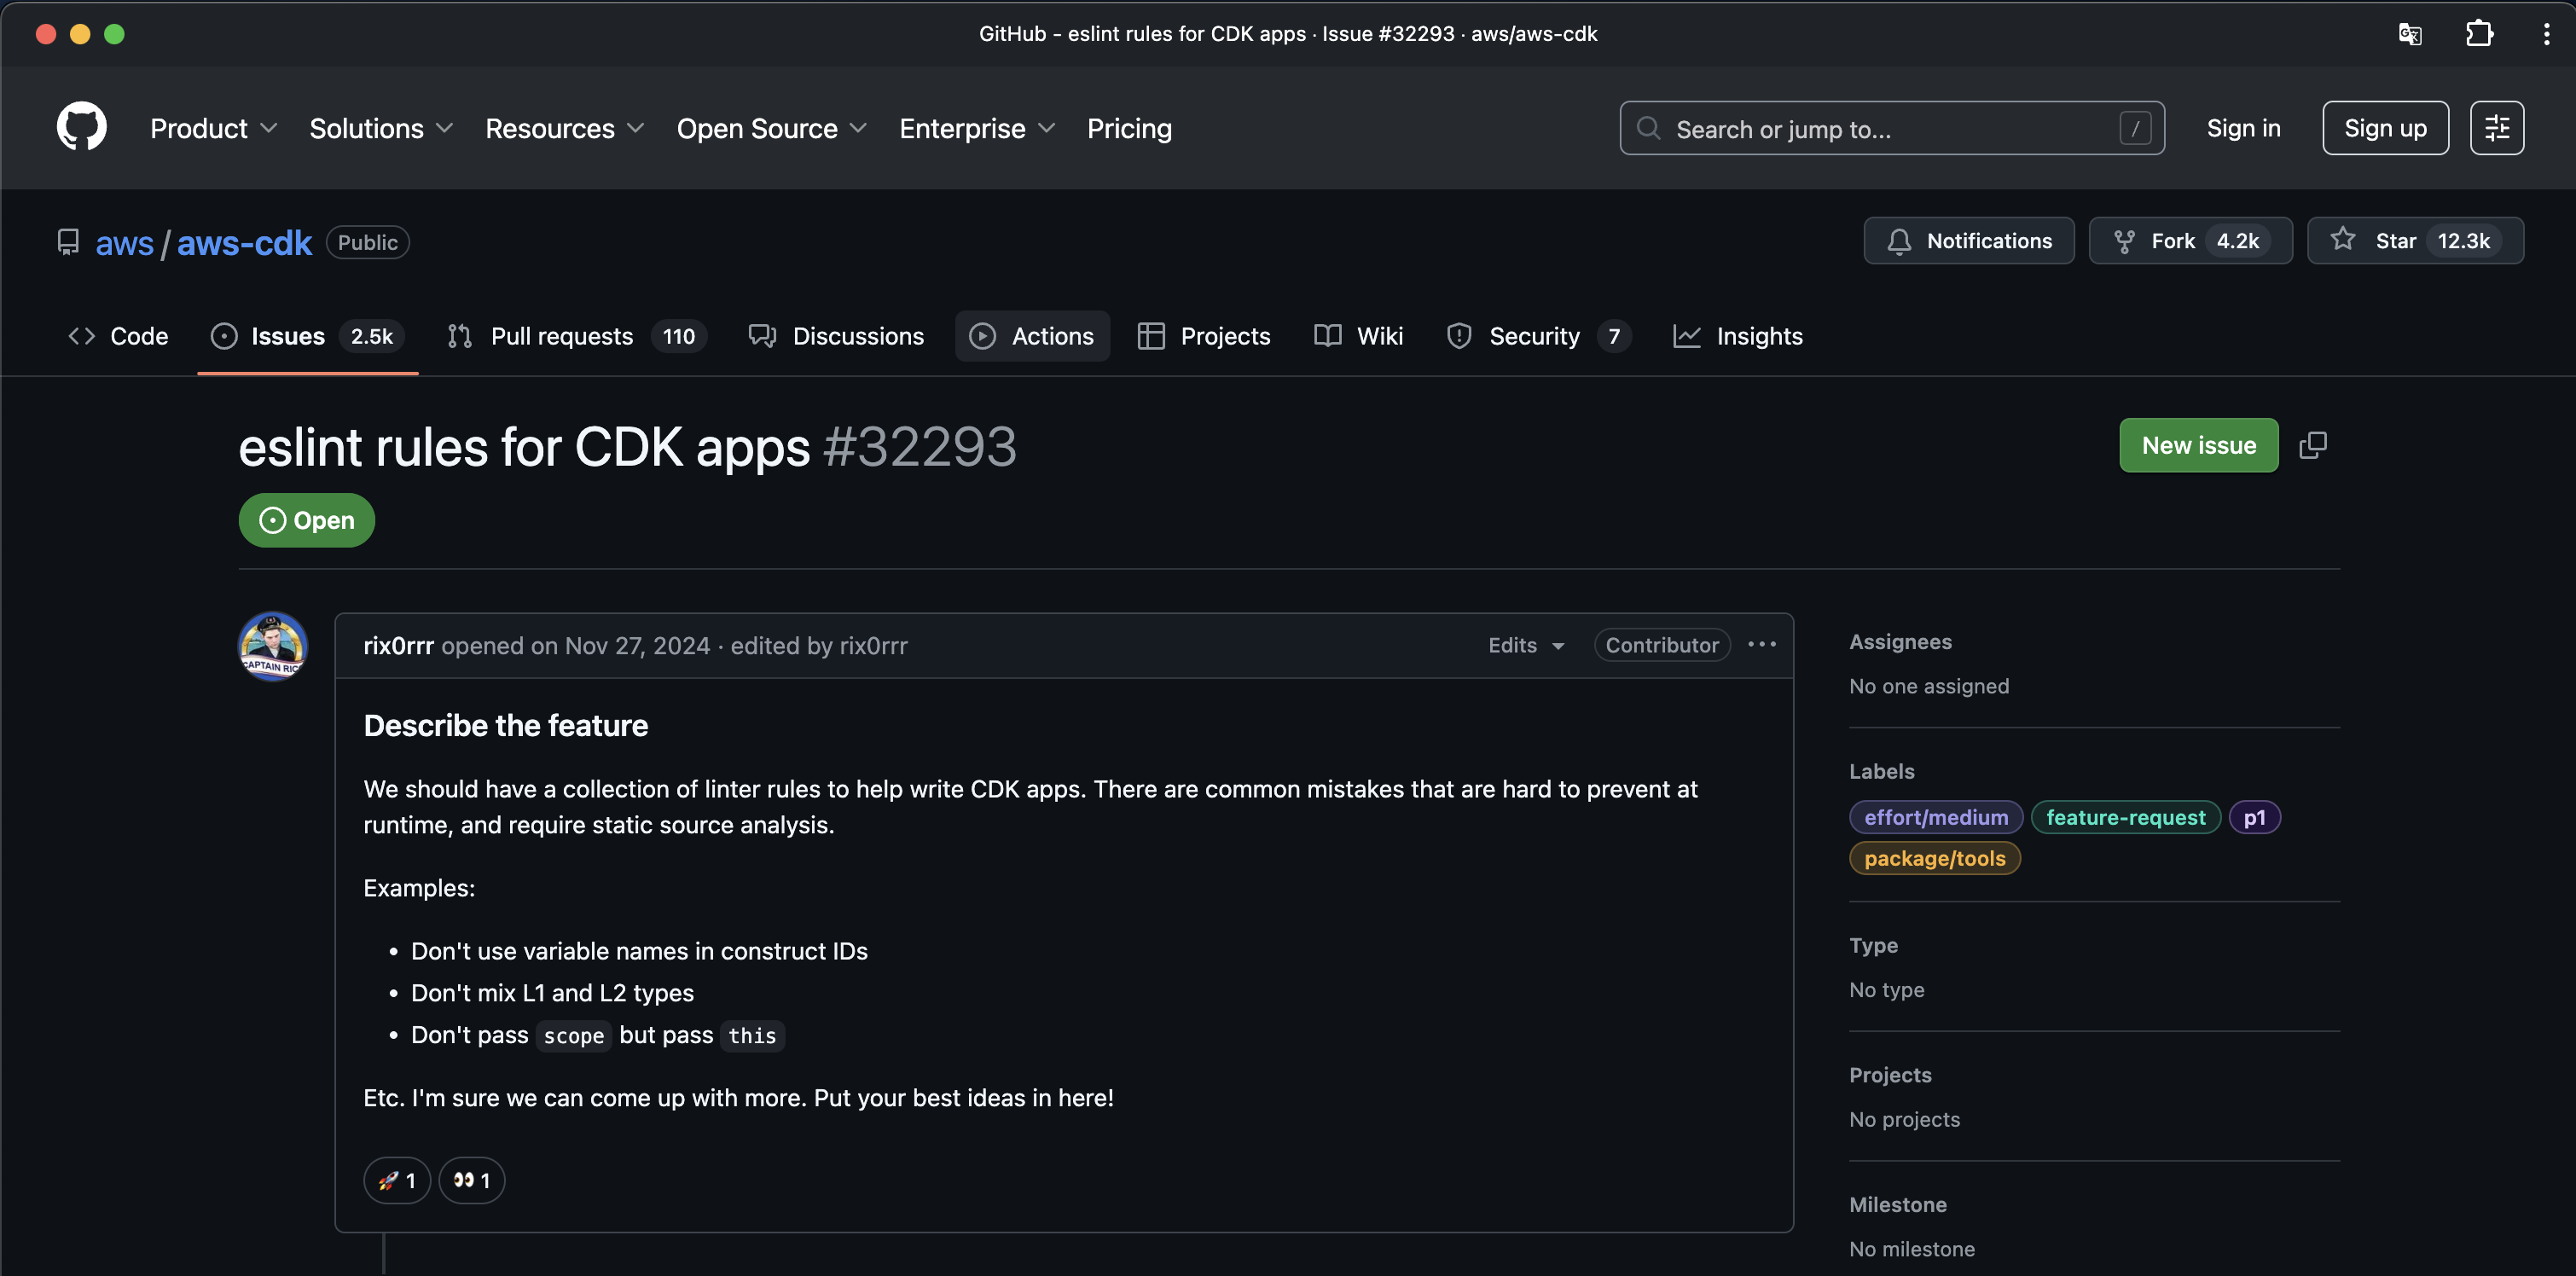 GitHub - eslint rules for CDK apps · Issue #32293 · aws/aws-cdk
Product Solutions Resources Open Source Enterprise Pricing Search or jump to... / Sign in Sign up
aws / aws-cdk Public Notifications Fork 4.2k Star 12.3k
Code Issues 2.5k Pull requests 110 Discussions Actions Projects Wiki Security 7 Insights
eslint rules for CDK apps #32293 New issue
Open
rix0rrr opened on Nov 27, 2024 · edited by rix0rrr Edits Contributor ···
CAPTAIN RICO
Describe the feature
We should have a collection of linter rules to help write CDK apps. There are common mistakes that are hard to prevent at
runtime, and require static source analysis.
Examples:
• Don't use variable names in construct IDs
• Don't mix L1 and L2 types
• Don't pass scope but pass this
Etc. I'm sure we can come up with more. Put your best ideas in here!
🚀 1 👀 1
Assignees
No one assigned
Labels
effort/medium feature-request p1
package/tools
Type
No type
Projects
No projects
Milestone
No milestone